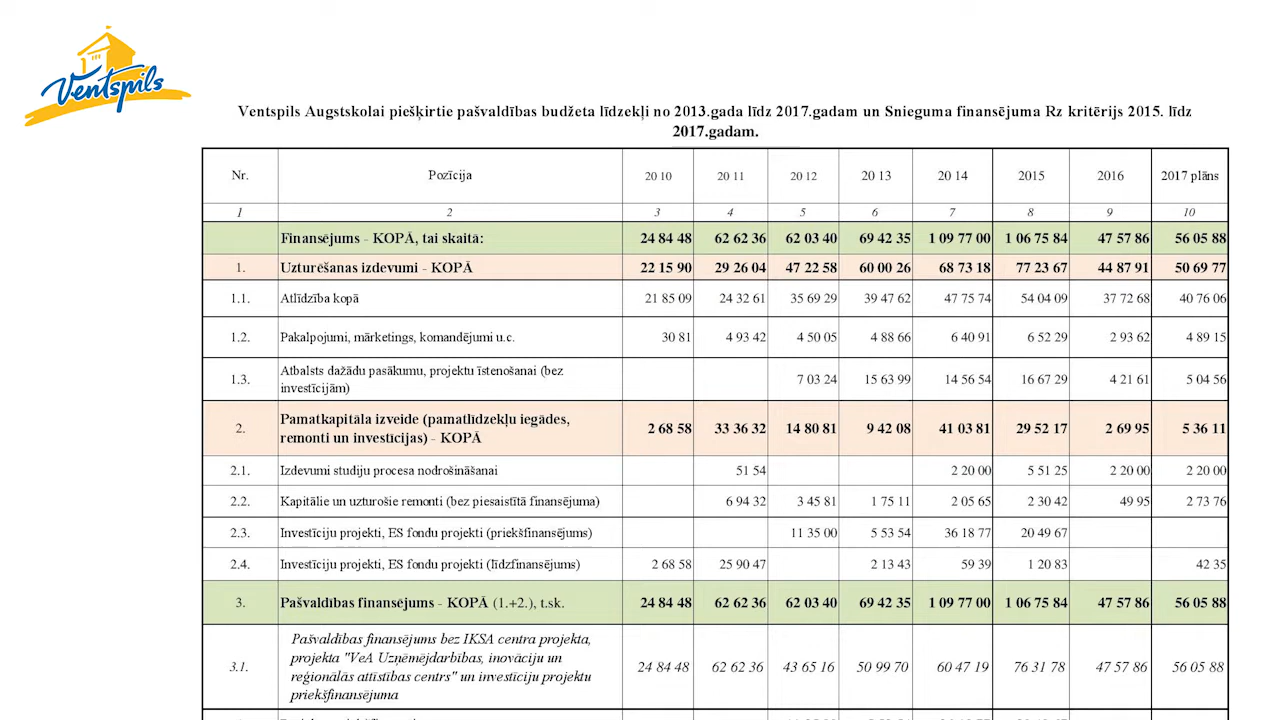 Ventspils
Ventspils Augstskolai piešķirtie pašvaldības budžeta līdzekļi no 2013.gada līdz 2017.gadam un Snieguma finansējuma Rz kritērijs 2015. līdz
2017.gadam.
Nr. Pozīcija 20 10 20 11 20 12 20 13 20 14 2015 2016 2017 plāns
1 2 3 4 5 6 7 8 9 10
Finansējums - KOPĀ, tai skaitā: 24 84 48 62 62 36 62 03 40 69 42 35 1 09 77 00 1 06 75 84 47 57 86 56 05 88
1. Uzturēšanas izdevumi - KOPĀ 22 15 90 29 26 04 47 22 58 60 00 26 68 73 18 77 23 67 44 87 91 50 69 77
1.1. Atlīdzība kopā 21 85 09 24 32 61 35 69 29 39 47 62 47 75 74 54 04 09 37 72 68 40 76 06
1.2. Pakalpojumi, mārketings, komandējumi u.c. 30 81 4 93 42 4 50 05 4 88 66 6 40 91 6 52 29 2 93 62 4 89 15
1.3. Atbalsts dažādu pasākumu, projektu īstenošanai (bez
investīcijām) 7 03 24 15 63 99 14 56 54 16 67 29 4 21 61 5 04 56
2. Pamatkapitāla izveide (pamatlīdzekļu iegādes,
remonti un investīcijas) - KOPĀ 2 68 58 33 36 32 14 80 81 9 42 08 41 03 81 29 52 17 2 69 95 5 36 11
2.1. Izdevumi studiju procesa nodrošināšanai 51 54 2 20 00 5 51 25 2 20 00 2 20 00
2.2. Kapitālie un uzturošie remonti (bez piesaistītā finansējuma) 6 94 32 3 45 81 1 75 11 2 05 65 2 30 42 49 95 2 73 76
2.3. Investīciju projekti, ES fondu projekti (priekšfinansējums) 11 35 00 5 53 54 36 18 77 20 49 67
2.4. Investīciju projekti, ES fondu projekti (līdzfinansējums) 2 68 58 25 90 47 2 13 43 59 39 1 20 83 42 35
3. Pašvaldības finansējums - KOPĀ (1.+2.), t.sk. 24 84 48 62 62 36 62 03 40 69 42 35 1 09 77 00 1 06 75 84 47 57 86 56 05 88
Pašvaldības finansējums bez IKSA centra projekta,
projekta "VeA Uzņēmējdarbības, inovāciju un
3.1. reģionālās attīstības centrs" un investīciju projektu 24 84 48 62 62 36 43 65 16 50 99 70 60 47 19 76 31 78 47 57 86 56 05 88
priekšfinansējuma